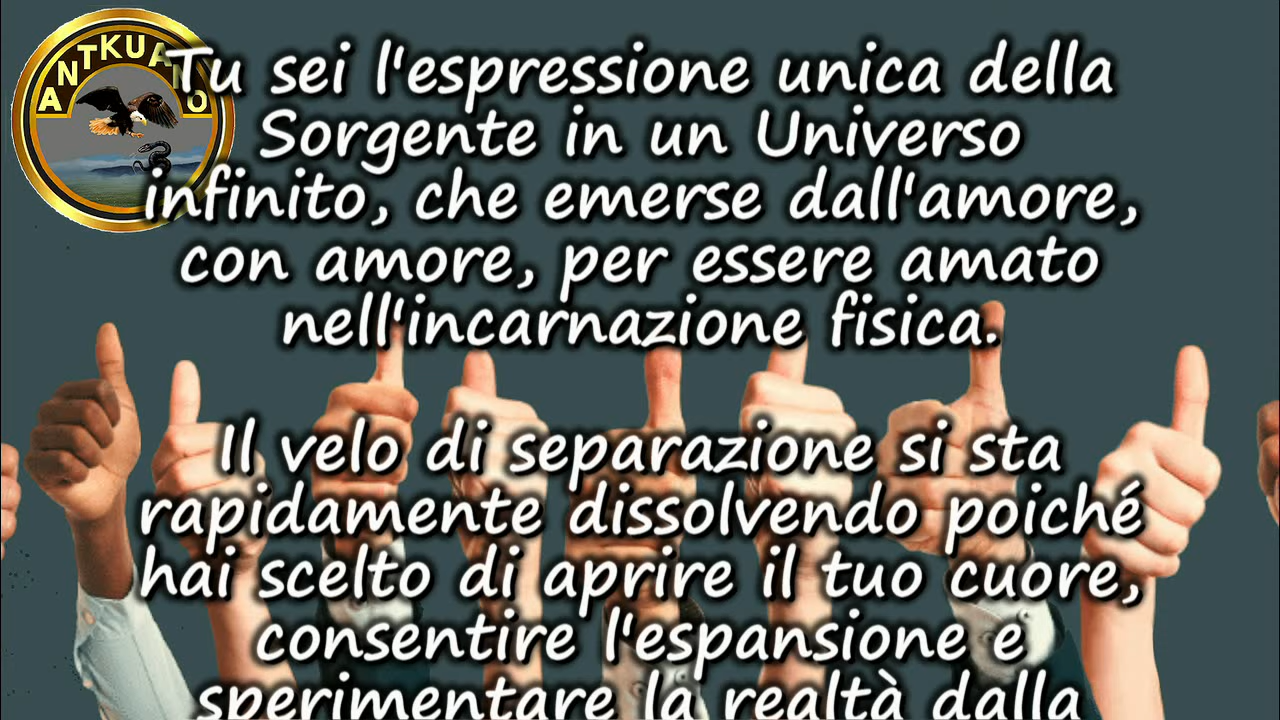 ANTKUANO
Tu sei l'espressione unica della
Sorgente in un Universo
infinito, che emerse dall'amore,
con amore, per essere amato
nell'incarnazione fisica.
Il velo di separazione si sta
rapidamente dissolvendo poiché
hai scelto di aprire il tuo cuore,
consentire l'espansione e
sperimentare la realtà dalla